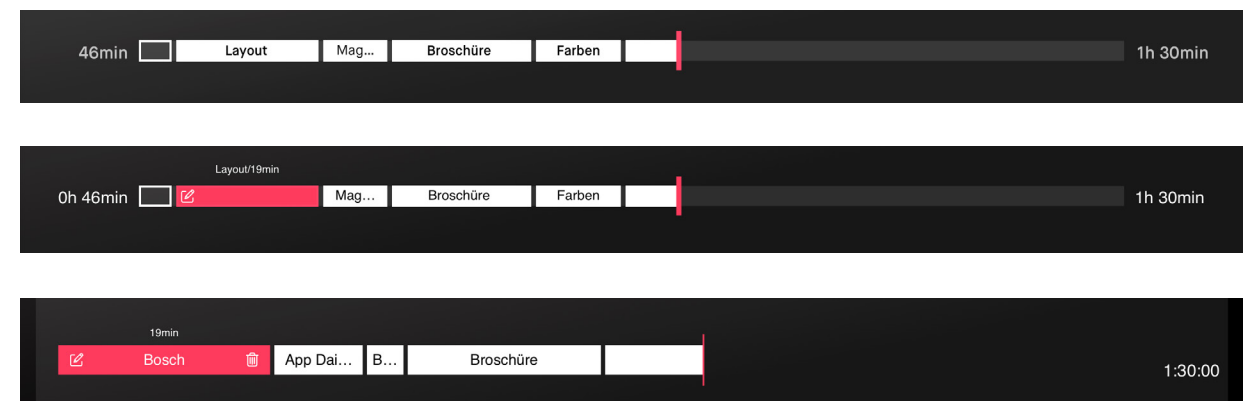 46min Layout Mag... Broschüre Farben 1h 30min
Layout/19min
0h 46min Mag... Broschüre Farben 1h 30min
19min
Bosch App Dai... B... Broschüre
1:30:00